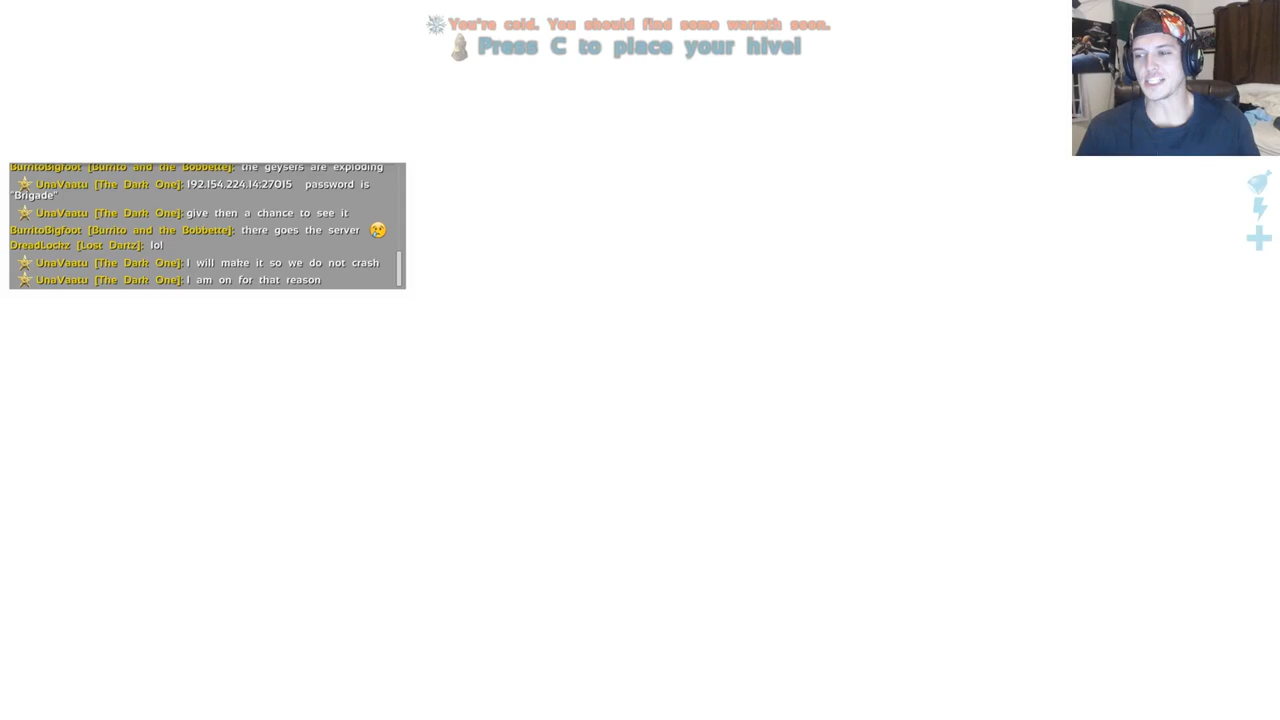 You're cold. You should find some warmth soon.
Press C to place your hive!
BurritoBigfoot [Burrito and the Bobbette]: the geysers are exploding
UnaVaatu [The Dark One]: 192.154.224.14:27015 password is
"Brigade"
UnaVaatu [The Dark One]: give then a chance to see it
BurritoBigfoot [Burrito and the Bobbette]: there goes the server
DreadLockz [Lost Dartz]: lol
UnaVaatu [The Dark One]: I will make it so we do not crash
UnaVaatu [The Dark One]: I am on for that reason